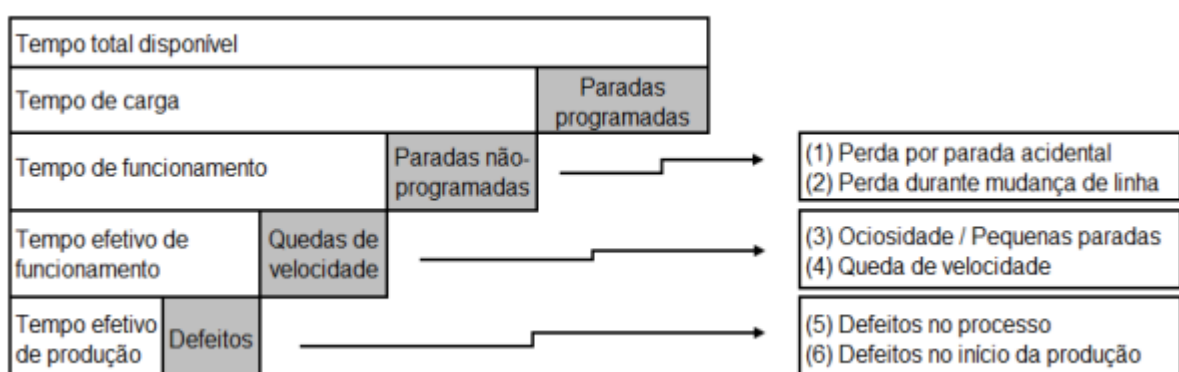 Tempo total disponível
Tempo de carga
Paradas
programadas
Tempo de funcionamento
Paradas não-
programadas
(1) Perda por parada acidental
(2) Perda durante mudança de linha
Tempo efetivo de
funcionamento
Quedas de
velocidade
(3) Ociosidade / Pequenas paradas
(4) Queda de velocidade
Tempo efetivo
de produção
Defeitos
(5) Defeitos no processo
(6) Defeitos no início da produção